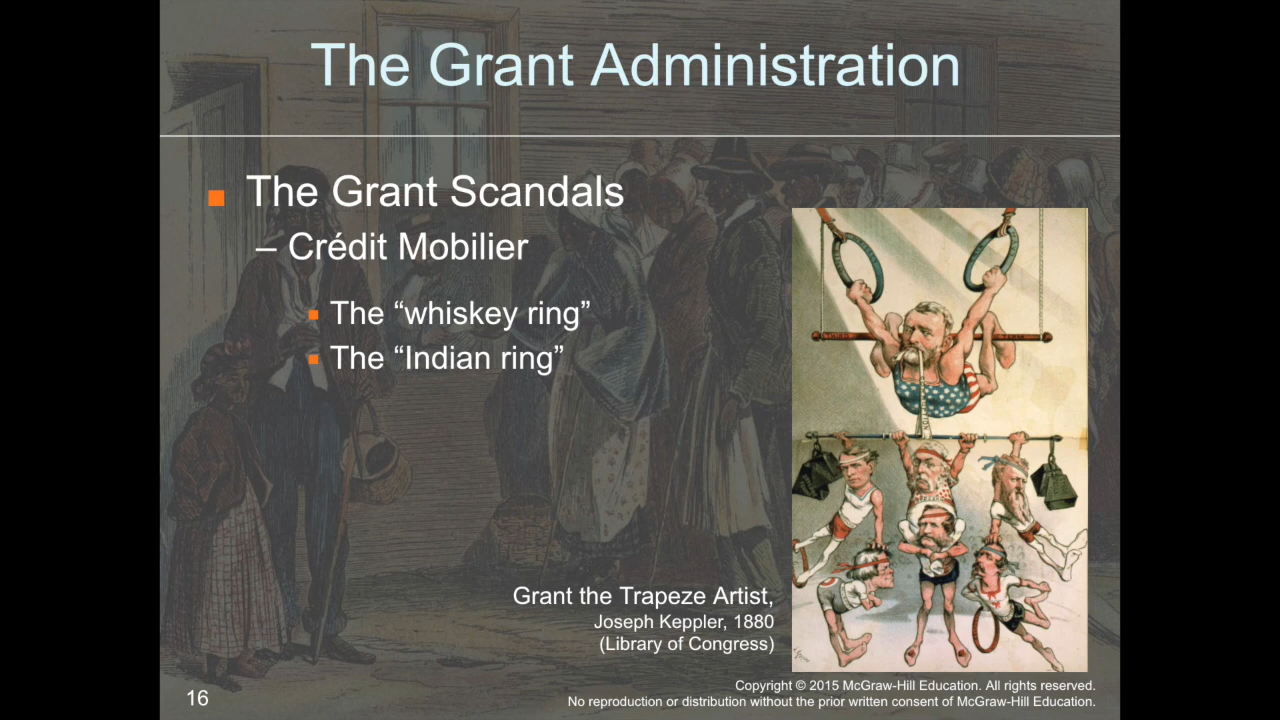 The Grant Administration
The Grant Scandals
– Crédit Mobilier
The “whiskey ring”
The “Indian ring”
Grant the Trapeze Artist,
Joseph Keppler, 1880
(Library of Congress)
16
Copyright © 2015 McGraw-Hill Education. All rights reserved.
No reproduction or distribution without the prior written consent of McGraw-Hill Education.